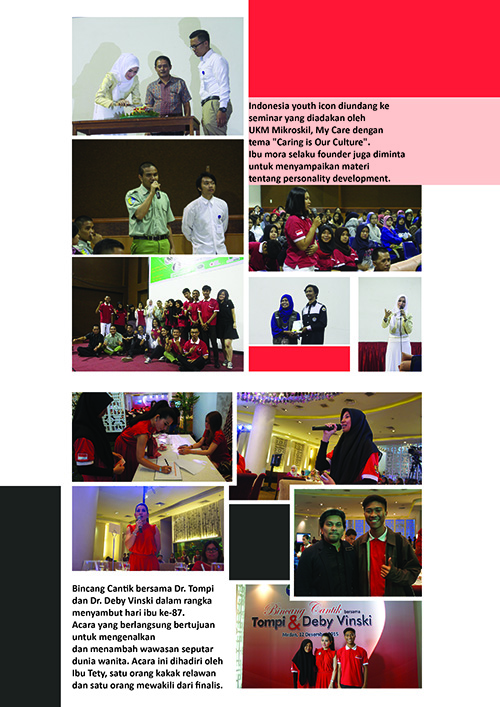 Indonesia youth icon diundang ke
seminar yang diadakan oleh
UKM Mikroskil, My Care dengan
tema "Caring is Our Culture".
Ibu mora selaku founder juga diminta
untuk menyampaikan materi
tentang personality development.
Bincang Cantik bersama Dr. Tompi
dan Dr. Deby Vinski dalam rangka
menyambut hari ibu ke-87.
Acara yang berlangsung bertujuan
untuk mengenalkan
dan menambah wawasan seputar
dunia wanita. Acara ini dihadiri oleh
Ibu Tety, satu orang kakak relawan
dan satu orang mewakili dari finalis.
Bincang Cantik bersama
Tompi & Deby Vinski
Medan, 22 Desember 2015